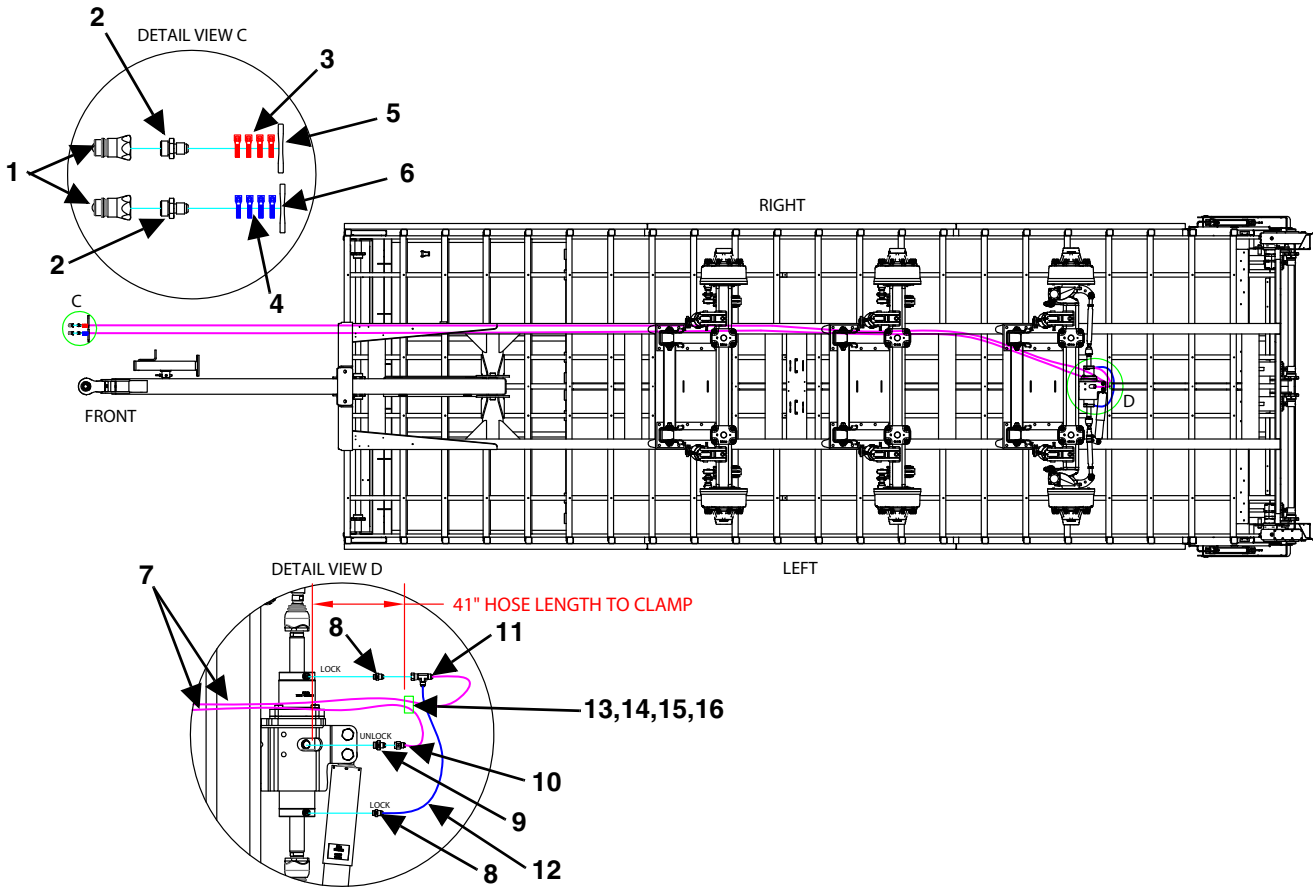 2
DETAIL VIEW C
3
5
1
6
2
4
RIGHT
C
FRONT
D
LEFT
DETAIL VIEW D
7
41" HOSE LENGTH TO CLAMP
8
11
LOCK
13,14,15,16
UNLOCK
10
9
LOCK
8
12